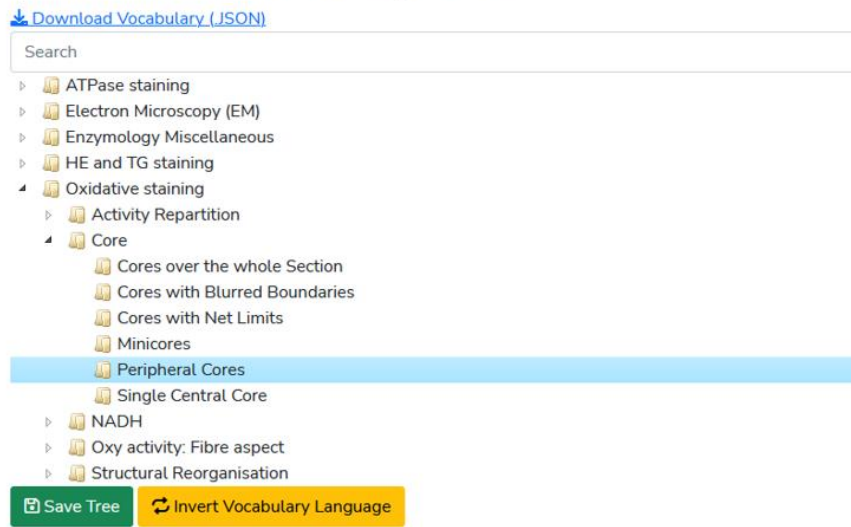 Download Vocabulary (.JSON)
Search
ATPase staining
Electron Microscopy (EM)
Enzymology Miscellaneous
HE and TG staining
Oxidative staining
Activity Repartition
Core
Cores over the whole Section
Cores with Blurred Boundaries
Cores with Net Limits
Minicores
Peripheral Cores
Single Central Core
NADH
Oxy activity: Fibre aspect
Structural Reorganisation
Save Tree Invert Vocabulary Language